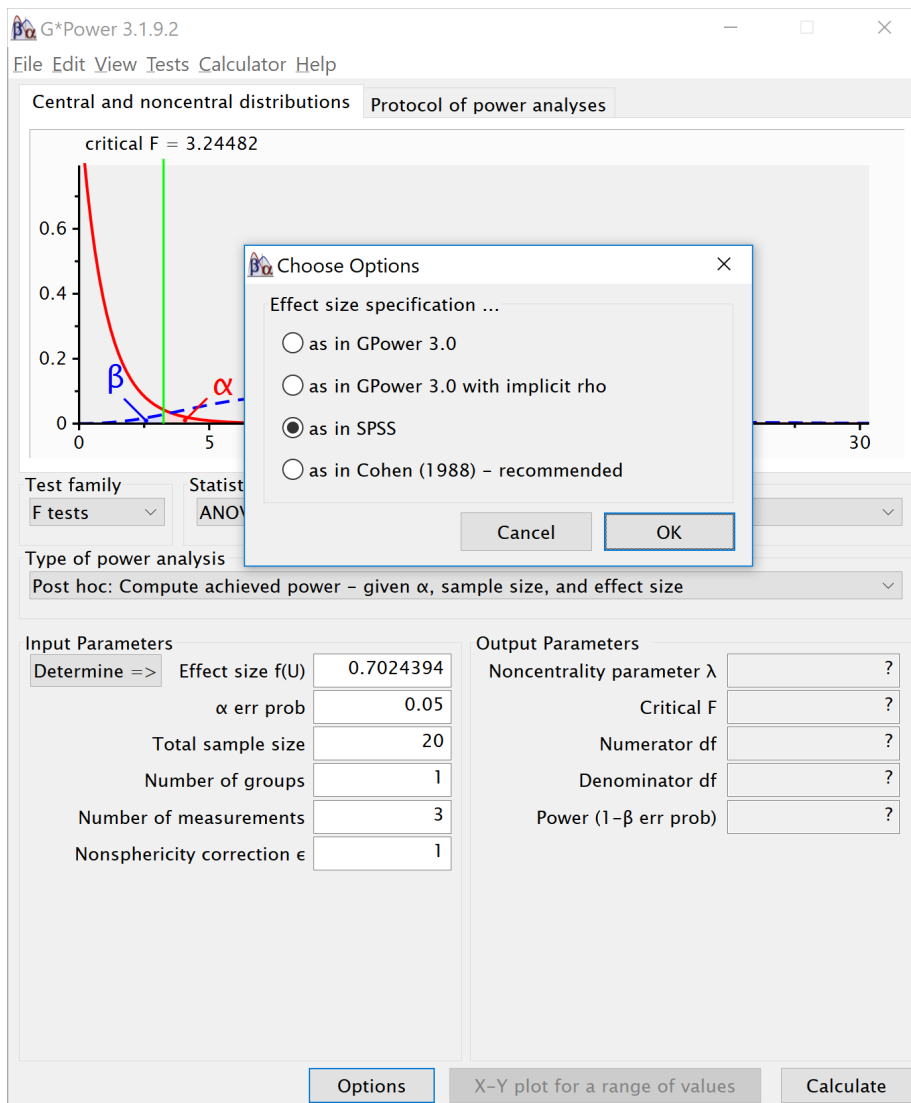 G*Power 3.1.9.2
File Edit View Tests Calculator Help
Central and noncentral distributions Protocol of power analyses
critical F = 3.24482
0.6
0.4
0.2
0
β
α
0 5 30
βα Choose Options
Effect size specification ...
as in GPower 3.0
as in GPower 3.0 with implicit rho
as in SPSS
as in Cohen (1988) – recommended
Cancel OK
Test family Statist
F tests ANOV
Type of power analysis
Post hoc: Compute achieved power – given α, sample size, and effect size
Input Parameters Output Parameters
Determine => Effect size f(U) 0.7024394 Noncentrality parameter λ ?
α err prob 0.05 Critical F ?
Total sample size 20 Numerator df ?
Number of groups 1 Denominator df ?
Number of measurements 3 Power (1–β err prob) ?
Nonsphericity correction ϵ 1
Options X–Y plot for a range of values Calculate